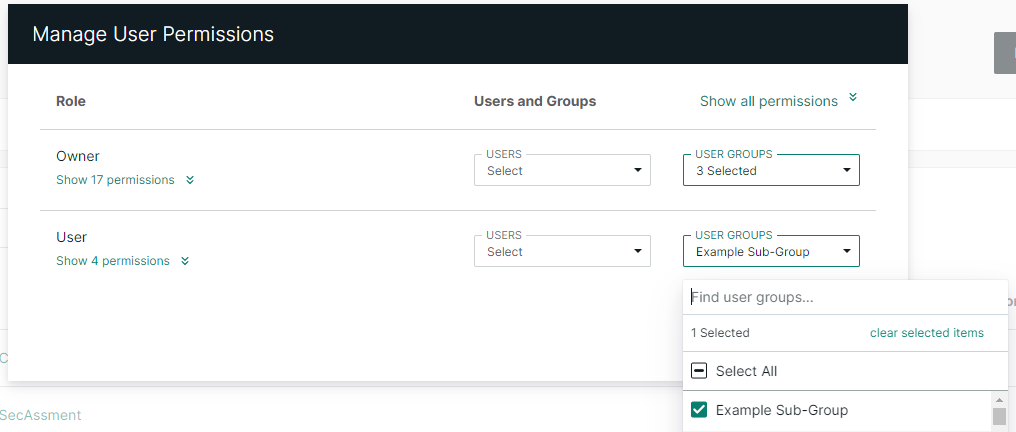 Manage User Permissions
Role
Users and Groups
Show all permissions
Owner
Show 17 permissions
USERS
Select
USER GROUPS
3 Selected
User
Show 4 permissions
USERS
Select
USER GROUPS
Example Sub-Group
Find user groups...
1 Selected
clear selected items
Select All
Example Sub-Group
SecAssment